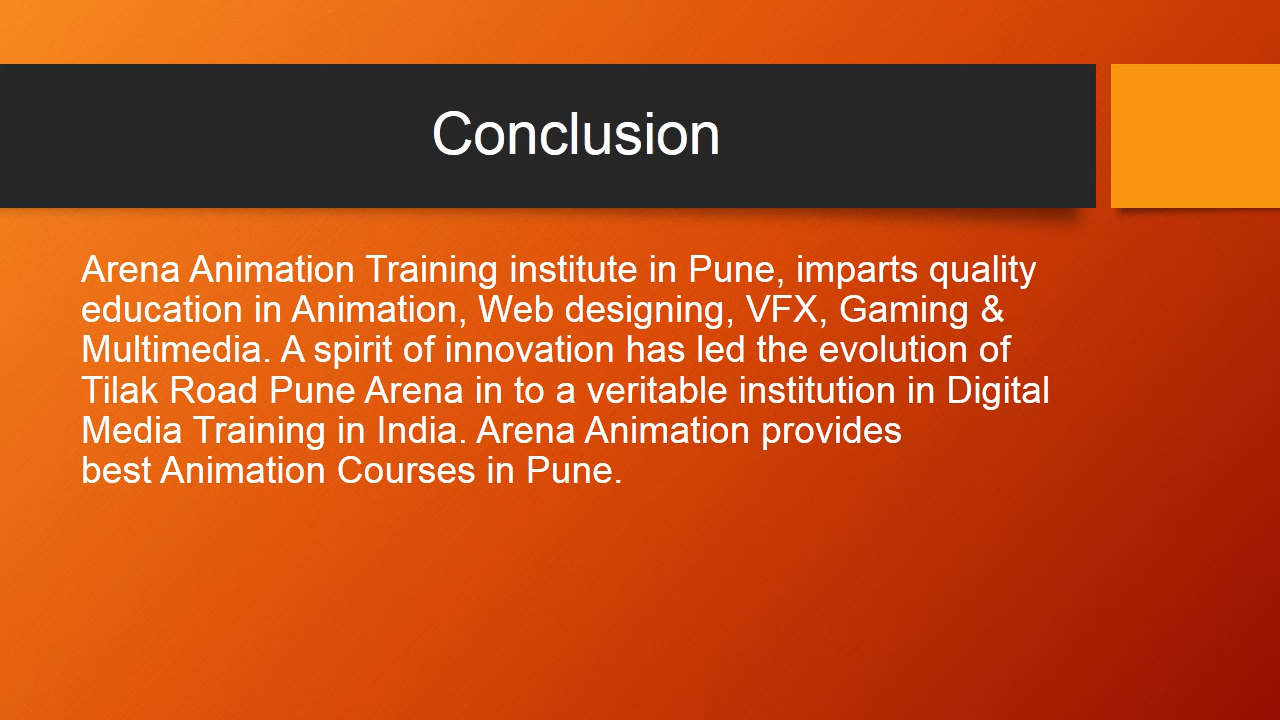 Conclusion
Arena Animation Training institute in Pune, imparts quality
education in Animation, Web designing, VFX, Gaming &
Multimedia. A spirit of innovation has led the evolution of
Tilak Road Pune Arena in to a veritable institution in Digital
Media Training in India. Arena Animation provides
best Animation Courses in Pune.